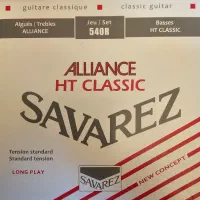 guitare classique
classic guitar
Aiguës / Trebles
ALLIANCE
Jeu / Set
540R
Basses
HT CLASSIC
ALLIANCE
HT CLASSIC
SAVAREZ
Tension standard
Standard tension
LONG PLAY
SAVAREZ
NEW CONCEPT